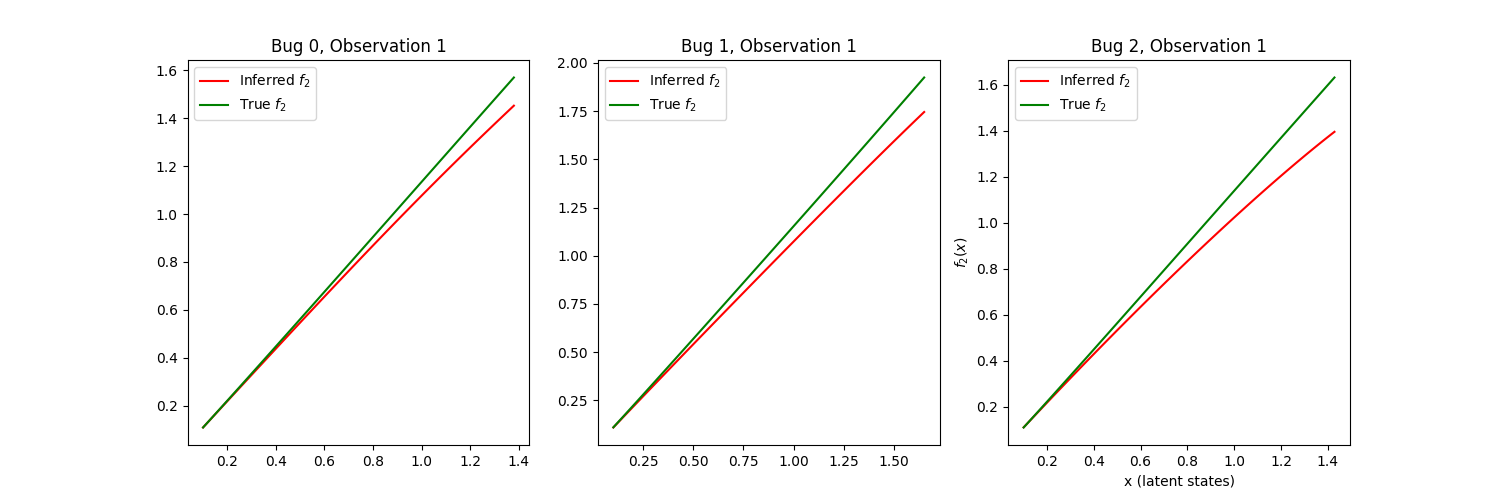 Bug 0, Observation 1
Inferred f₂
True f₂
1.6
1.4
1.2
1.0
0.8
0.6
0.4
0.2
0.2 0.4 0.6 0.8 1.0 1.2 1.4
Bug 1, Observation 1
Inferred f₂
True f₂
2.00
1.75
1.50
1.25
1.00
0.75
0.50
0.25
0.25 0.50 0.75 1.00 1.25 1.50
Bug 2, Observation 1
Inferred f₂
True f₂
f₂(x)
1.6
1.4
1.2
1.0
0.8
0.6
0.4
0.2
0.2 0.4 0.6 0.8 1.0 1.2 1.4
x (latent states)